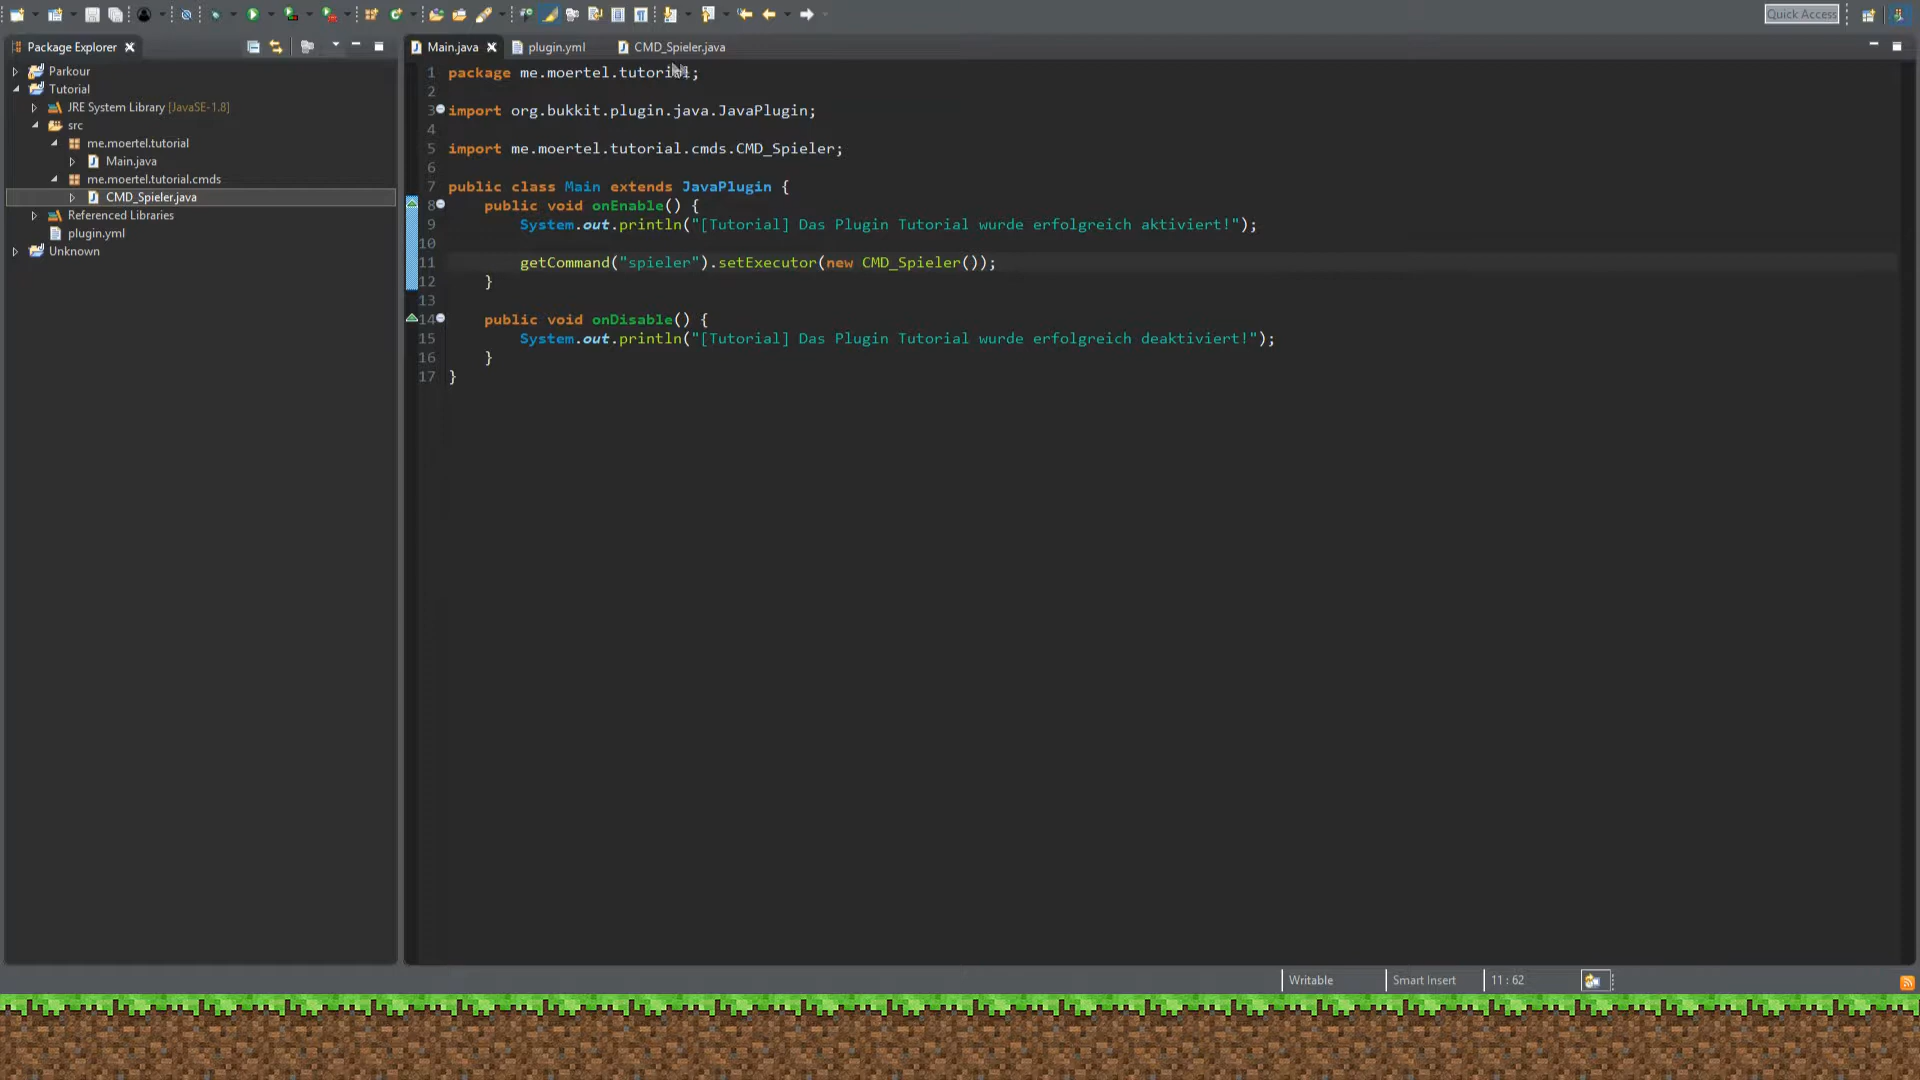 Quick Access
Package Explorer
Parkour
Tutorial
JRE System Library [JavaSE-1.8]
src
me.moertel.tutorial
Main.java
me.moertel.tutorial.cmds
CMD_Spieler.java
Referenced Libraries
plugin.yml
Unknown
Main.java plugin.yml CMD_Spieler.java
1 package me.moertel.tutorial;
2
3 import org.bukkit.plugin.java.JavaPlugin;
4
5 import me.moertel.tutorial.cmds.CMD_Spieler;
6
7 public class Main extends JavaPlugin {
8 public void onEnable() {
9 System.out.println("[Tutorial] Das Plugin Tutorial wurde erfolgreich aktiviert!");
10
11 getCommand("spieler").setExecutor(new CMD_Spieler());
12 }
13
14 public void onDisable() {
15 System.out.println("[Tutorial] Das Plugin Tutorial wurde erfolgreich deaktiviert!");
16 }
17 }
Writable Smart Insert 11 : 62